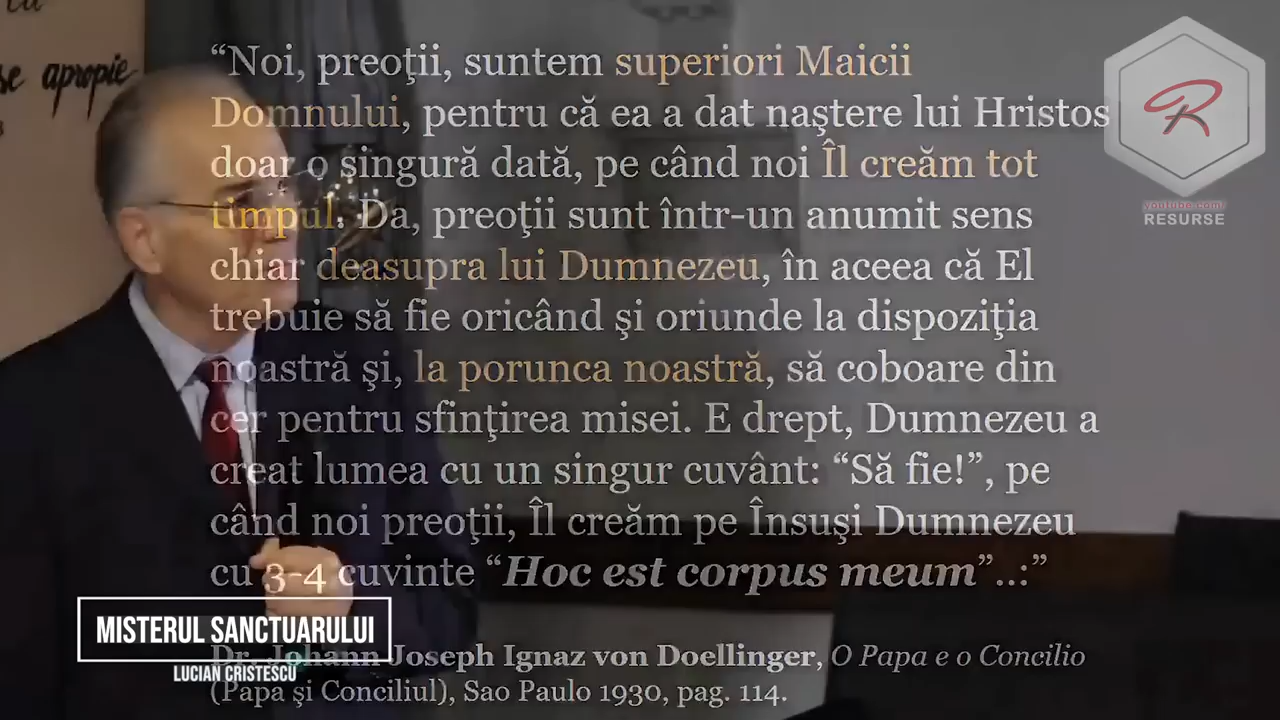 se apropie
“Noi, preoţii, suntem superiori Maicii
Domnului, pentru că ea a dat naştere lui Hristos
doar o singură dată, pe când noi Îl creăm tot
timpul. Da, preoţii sunt într-un anumit sens
chiar deasupra lui Dumnezeu, în aceea că El
trebuie să fie oricând şi oriunde la dispoziţia
noastră şi, la porunca noastră, să coboare din
cer pentru sfinţirea misei. E drept, Dumnezeu a
creat lumea cu un singur cuvânt: “Să fie!”, pe
când noi preoţii, Îl creăm pe Însuşi Dumnezeu
cu 3-4 cuvinte “Hoc est corpus meum”..:”
Dr. Johann Joseph Ignaz von Doellinger, O Papa e o Concilio
(Papa şi Conciliul), Sao Paulo 1930, pag. 114.
MISTERUL SANCTUARULUI
LUCIAN CRISTESCU
R
youtube.com/
RESURSE